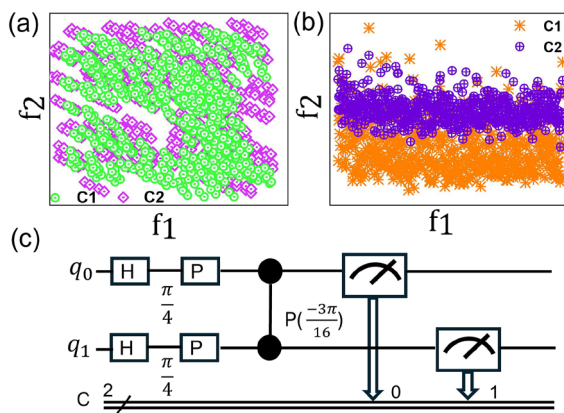 (a)
f₂
C1 C2
f₁
(b)
C1
C2
f₂
f₁
(c)
q₀ H P
π/4
P(-3π/16)
q₁ H P
π/4
C 2 0 1